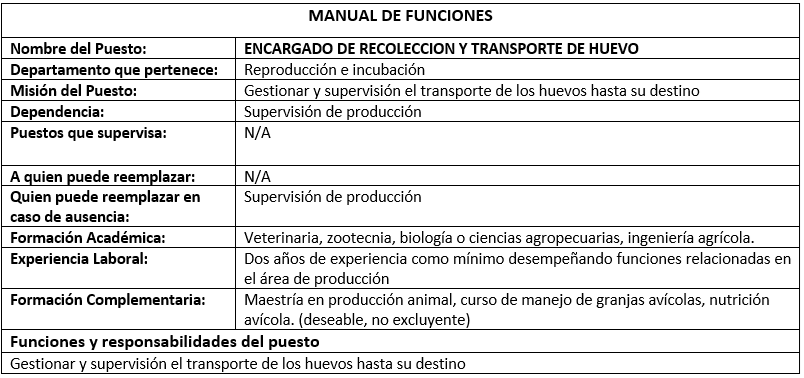 MANUAL DE FUNCIONES
Nombre del Puesto: ENCARGADO DE RECOLECCION Y TRANSPORTE DE HUEVO
Departamento que pertenece: Reproducción e incubación
Misión del Puesto: Gestionar y supervisión el transporte de los huevos hasta su destino
Dependencia: Supervisión de producción
Puestos que supervisa: N/A
A quien puede reemplazar: N/A
Quien puede reemplazar en Supervisión de producción
caso de ausencia:
Formación Académica: Veterinaria, zootecnia, biología o ciencias agropecuarias, ingeniería agrícola.
Experiencia Laboral: Dos años de experiencia como mínimo desempeñando funciones relacionadas en
el área de producción
Formación Complementaria: Maestría en producción animal, curso de manejo de granjas avícolas, nutrición
avícola. (deseable, no excluyente)
Funciones y responsabilidades del puesto
Gestionar y supervisión el transporte de los huevos hasta su destino